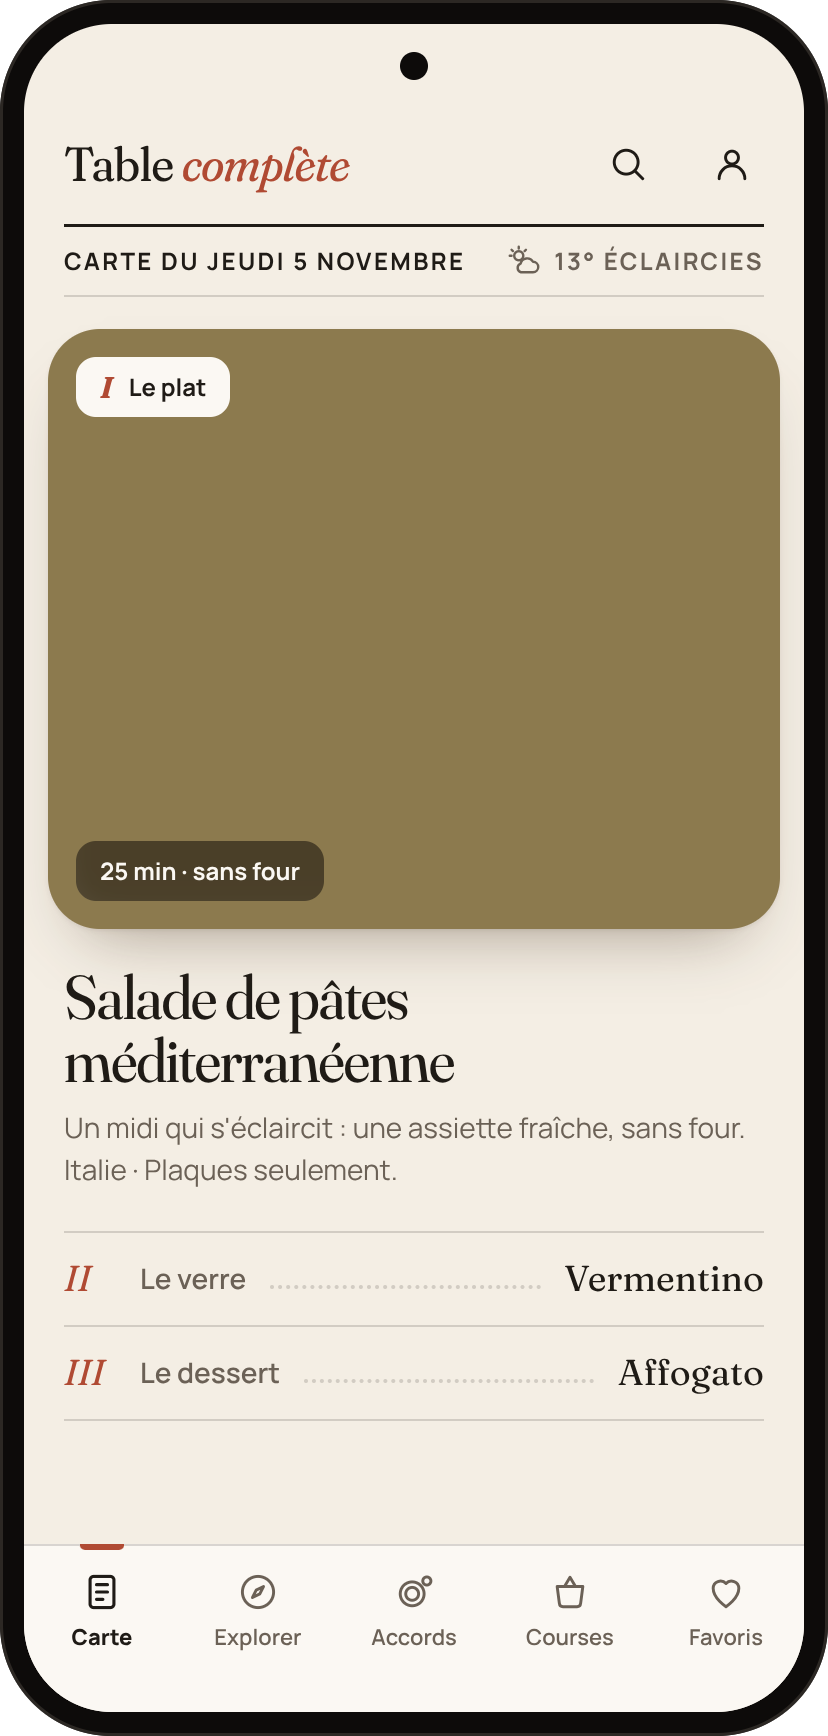 Table complète
CARTE DU JEUDI 5 NOVEMBRE 13° ÉCLAIRCIES
I Le plat
25 min · sans four
Salade de pâtes
méditerranéenne
Un midi qui s'éclaircit : une assiette fraîche, sans four.
Italie · Plaques seulement.
II Le verre Vermentino
III Le dessert Affogato
Carte Explorer Accords Courses Favoris